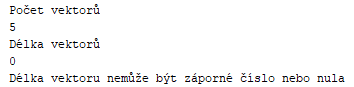 Počet vektorů
5
Délka vektorů
0
Délka vektoru nemůže být záporné číslo nebo nula